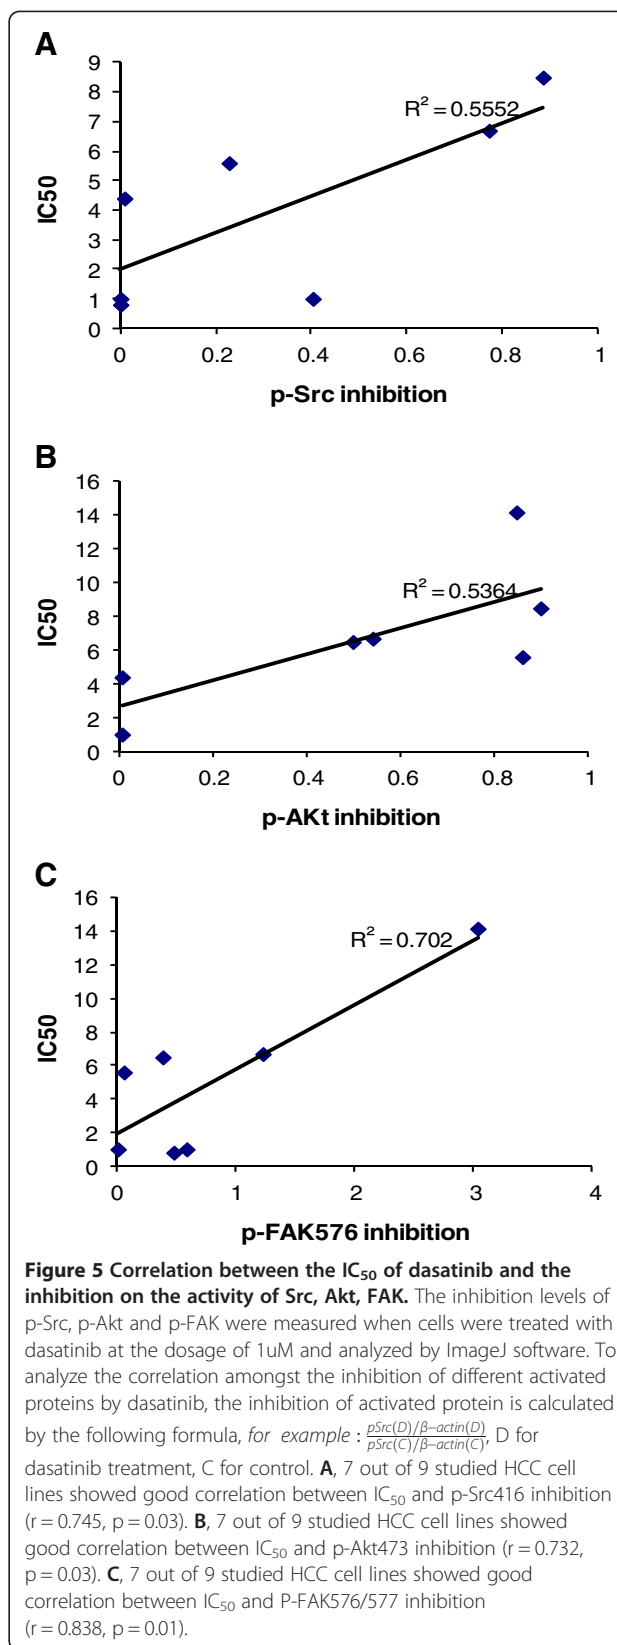 A
9
8
7
6
5
4
3
2
1
0
IC50
R² = 0.5552
0 0.2 0.4 0.6 0.8 1
p-Src inhibition
B
16
14
12
10
8
6
4
2
0
IC50
R² = 0.5364
0 0.2 0.4 0.6 0.8 1
p-AKt inhibition
C
16
14
12
10
8
6
4
2
0
IC50
R² = 0.702
0 1 2 3 4
p-FAK576 inhibition
Figure 5 Correlation between the IC₅₀ of dasatinib and the
inhibition on the activity of Src, Akt, FAK. The inhibition levels of
p-Src, p-Akt and p-FAK were measured when cells were treated with
dasatinib at the dosage of 1uM and analyzed by ImageJ software. To
analyze the correlation amongst the inhibition of different activated
proteins by dasatinib, the inhibition of activated protein is calculated
by the following formula, for example : pSrc(D)/β−actin(D) / pSrc(C)/β−actin(C), D for
dasatinib treatment, C for control. A, 7 out of 9 studied HCC cell
lines showed good correlation between IC₅₀ and p-Src416 inhibition
(r = 0.745, p = 0.03). B, 7 out of 9 studied HCC cell lines showed
good correlation between IC₅₀ and p-Akt473 inhibition (r = 0.732,
p = 0.03). C, 7 out of 9 studied HCC cell lines showed good
correlation between IC₅₀ and P-FAK576/577 inhibition
(r = 0.838, p = 0.01).